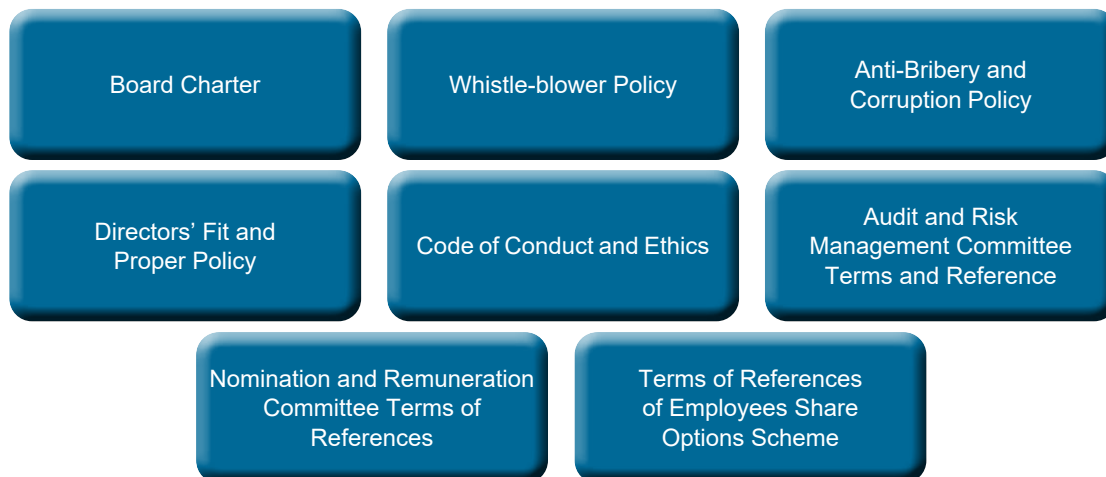 Board Charter
Whistle-blower Policy
Anti-Bribery and
Corruption Policy
Directors’ Fit and
Proper Policy
Code of Conduct and Ethics
Audit and Risk
Management Committee
Terms and Reference
Nomination and Remuneration
Committee Terms of
References
Terms of References
of Employees Share
Options Scheme